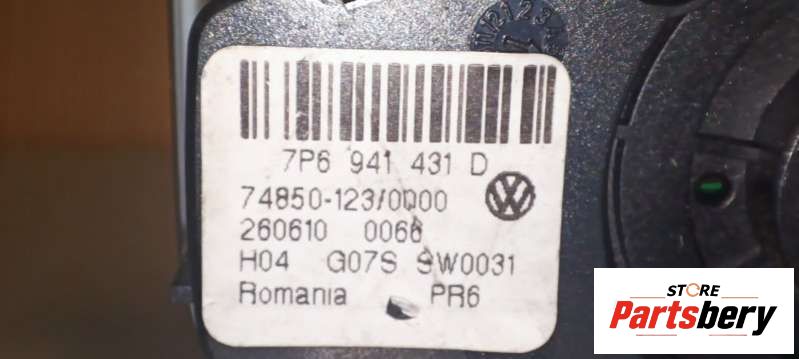 7P6 941 431 D
74850-123/0000
260610 0066
H04 G07S SW0031
Romania PR6
STORE
Partsbery